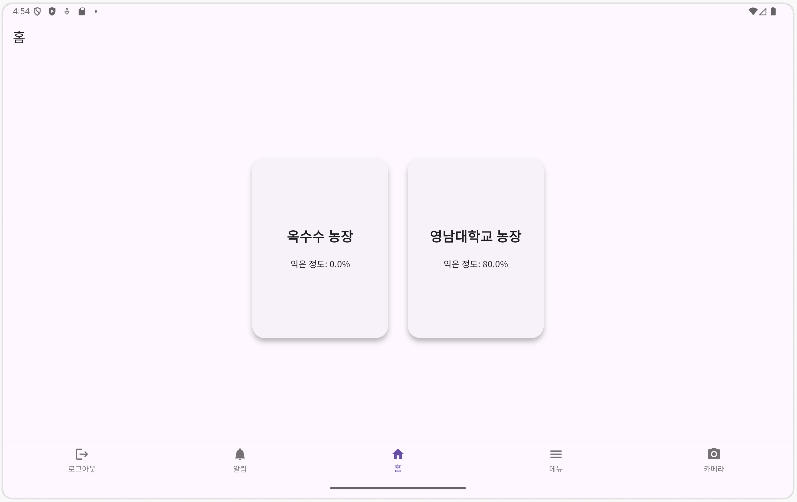 4:54
홈
옥수수 농장
익은 정도: 0.0%
영남대학교 농장
익은 정도: 80.0%
로그아웃
알림
홈
메뉴
카메라